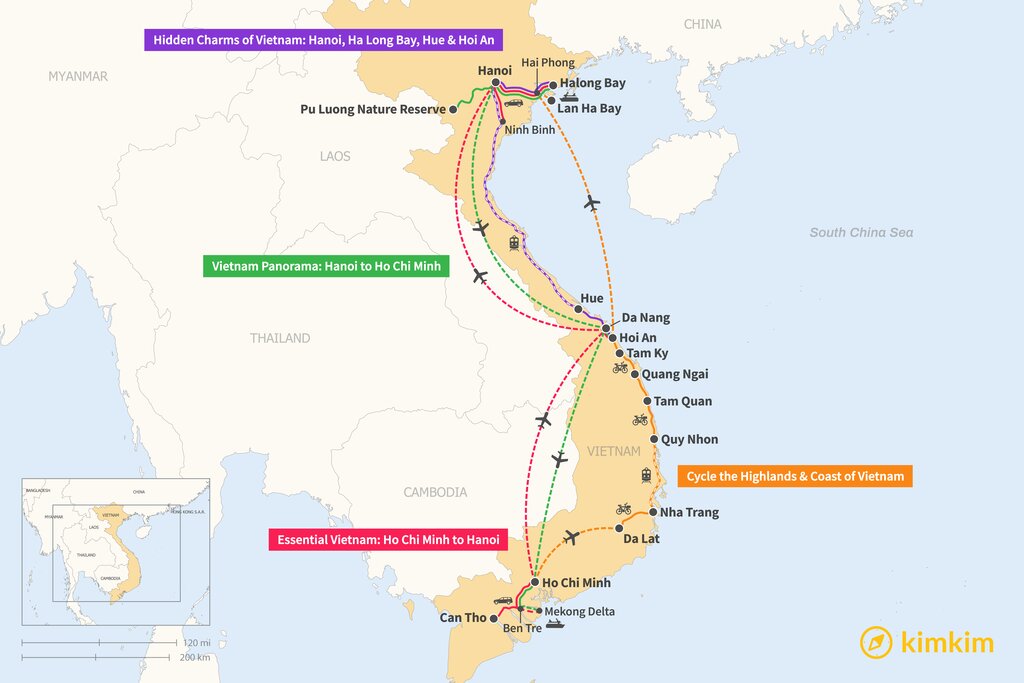 CHINA
Hidden Charms of Vietnam: Hanoi, Ha Long Bay, Hue & Hoi An
Hai Phong
Hanoi
MYANMAR
Halong Bay
Pu Luong Nature Reserve
Lan Ha Bay
Ninh Binh
LAOS
South China Sea
Vietnam Panorama: Hanoi to Ho Chi Minh
Hue
Da Nang
THAILAND
Hoi An
Tam Ky
Quang Ngai
Tam Quan
Quy Nhon
VIETNAM
Cycle the Highlands & Coast of Vietnam
CAMBODIA
Nha Trang
Essential Vietnam: Ho Chi Minh to Hanoi
Da Lat
Ho Chi Minh
Mekong Delta
Can Tho
Ben Tre
BANGLADESH
CHINA
MYANMAR
VIETNAM
HONG KONG S.A.R.
LAOS
THAILAND
CAMBODIA
120 mi
200 km
kimkim